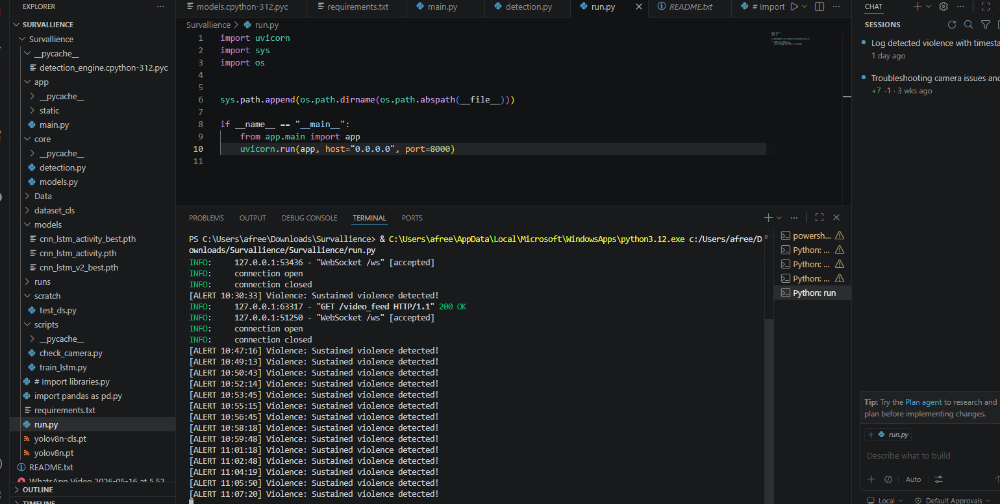 EXPLORER
SURVALLIENCE
Survallience
__pycache__
detection_engine.cpython-312.pyc
app
__pycache__
static
main.py
core
__pycache__
detection.py
models.py
Data
dataset_cls
models
cnn_lstm_activity_best.pth
cnn_lstm_activity.pth
cnn_lstm_v2_best.pth
runs
scratch
test_ds.py
scripts
__pycache__
check_camera.py
train_lstm.py
# Import libraries.py
import pandas as pd.py
requirements.txt
run.py
yolov8n-cls.pt
yolov8n.pt
README.txt
WhatsApp Video 2026-05-16 at 5.52
OUTLINE
TIMELINE
models.cpython-312.pyc requirements.txt main.py detection.py run.py README.txt # Import
Survallience > run.py
1 import uvicorn
2 import sys
3 import os
4
5
6 sys.path.append(os.path.dirname(os.path.abspath(__file__)))
7
8 if __name__ == "__main__":
9 from app.main import app
10 uvicorn.run(app, host="0.0.0.0", port=8000)
11
PROBLEMS OUTPUT DEBUG CONSOLE TERMINAL PORTS
PS C:\Users\afree\Downloads\Survallience> & C:\Users\afree\AppData\Local\Microsoft\WindowsApps\python3.12.exe c:/Users/afree/D
ownloads/Survallience/Survallience/run.py
INFO: 127.0.0.1:53436 - "WebSocket /ws" [accepted]
INFO: connection open
INFO: connection closed
[ALERT 10:30:33] Violence: Sustained violence detected!
INFO: 127.0.0.1:63317 - "GET /video_feed HTTP/1.1" 200 OK
INFO: 127.0.0.1:51250 - "WebSocket /ws" [accepted]
INFO: connection open
INFO: connection closed
[ALERT 10:47:16] Violence: Sustained violence detected!
[ALERT 10:49:13] Violence: Sustained violence detected!
[ALERT 10:50:43] Violence: Sustained violence detected!
[ALERT 10:52:14] Violence: Sustained violence detected!
[ALERT 10:53:45] Violence: Sustained violence detected!
[ALERT 10:55:15] Violence: Sustained violence detected!
[ALERT 10:56:45] Violence: Sustained violence detected!
[ALERT 10:58:18] Violence: Sustained violence detected!
[ALERT 10:59:48] Violence: Sustained violence detected!
[ALERT 11:01:18] Violence: Sustained violence detected!
[ALERT 11:02:48] Violence: Sustained violence detected!
[ALERT 11:04:19] Violence: Sustained violence detected!
[ALERT 11:05:50] Violence: Sustained violence detected!
[ALERT 11:07:20] Violence: Sustained violence detected!
powersh...
Python: ...
Python: ...
Python: ...
Python: run
CHAT
SESSIONS
Log detected violence with timesta
1 day ago
Troubleshooting camera issues and
+7 -1 · 3 wks ago
Tip: Try the Plan agent to research and
plan before implementing changes.
run.py
Describe what to build
Auto
Local Default Approvals